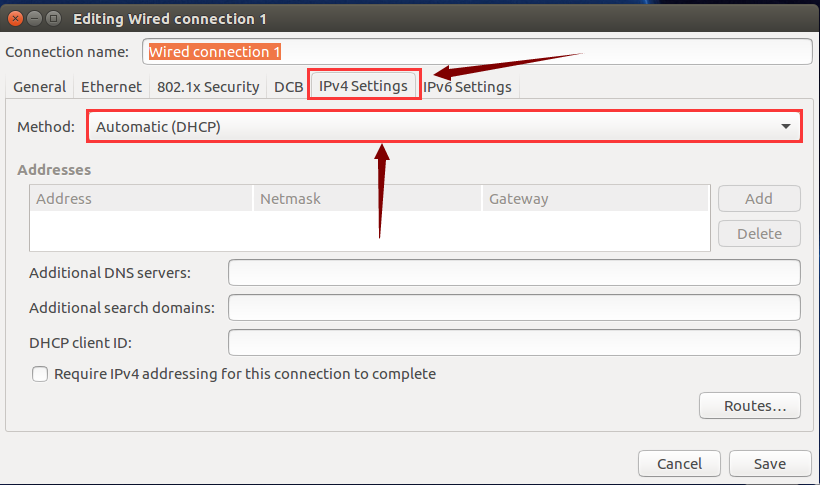 Editing Wired connection 1
Connection name: Wired connection 1
General Ethernet 802.1x Security DCB IPv4 Settings IPv6 Settings
Method: Automatic (DHCP)
Addresses
Address Netmask Gateway Add
Delete
Additional DNS servers:
Additional search domains:
DHCP client ID:
Require IPv4 addressing for this connection to complete
Routes...
Cancel Save